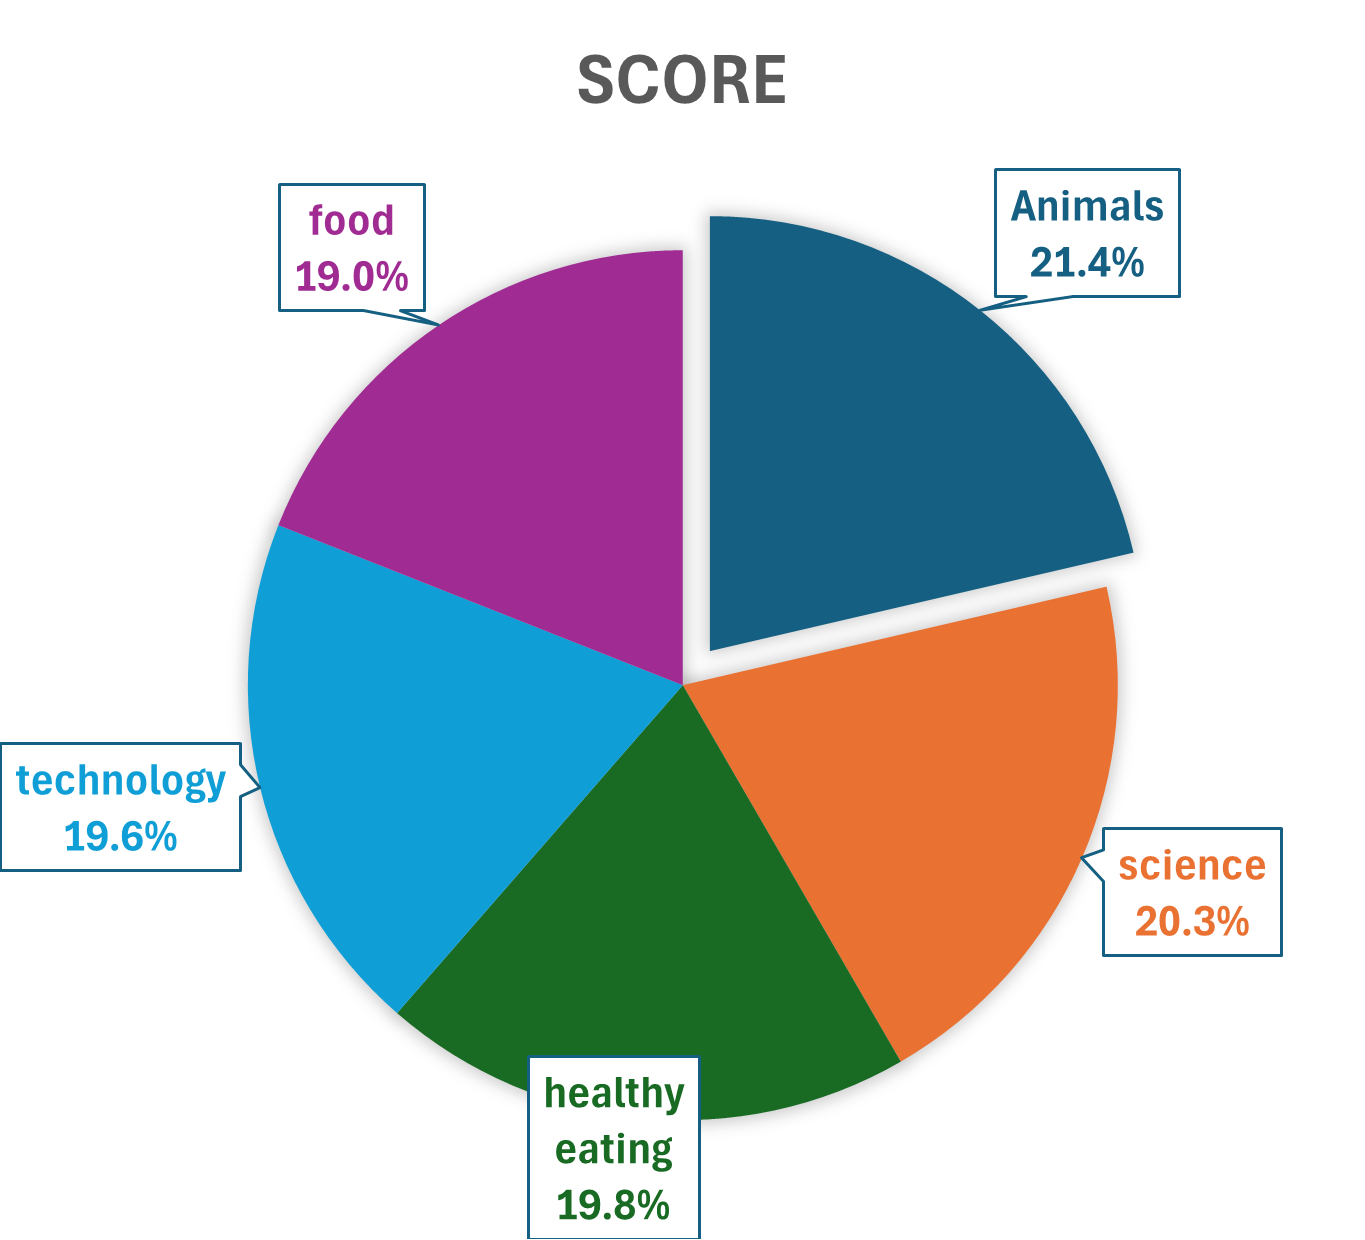 SCORE
food
19.0%
Animals
21.4%
technology
19.6%
science
20.3%
healthy
eating
19.8%